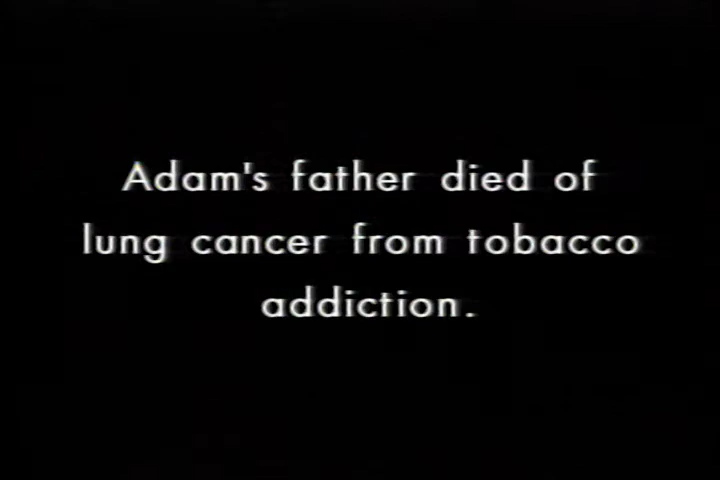 Adam's father died of
lung cancer from tobacco
addiction.